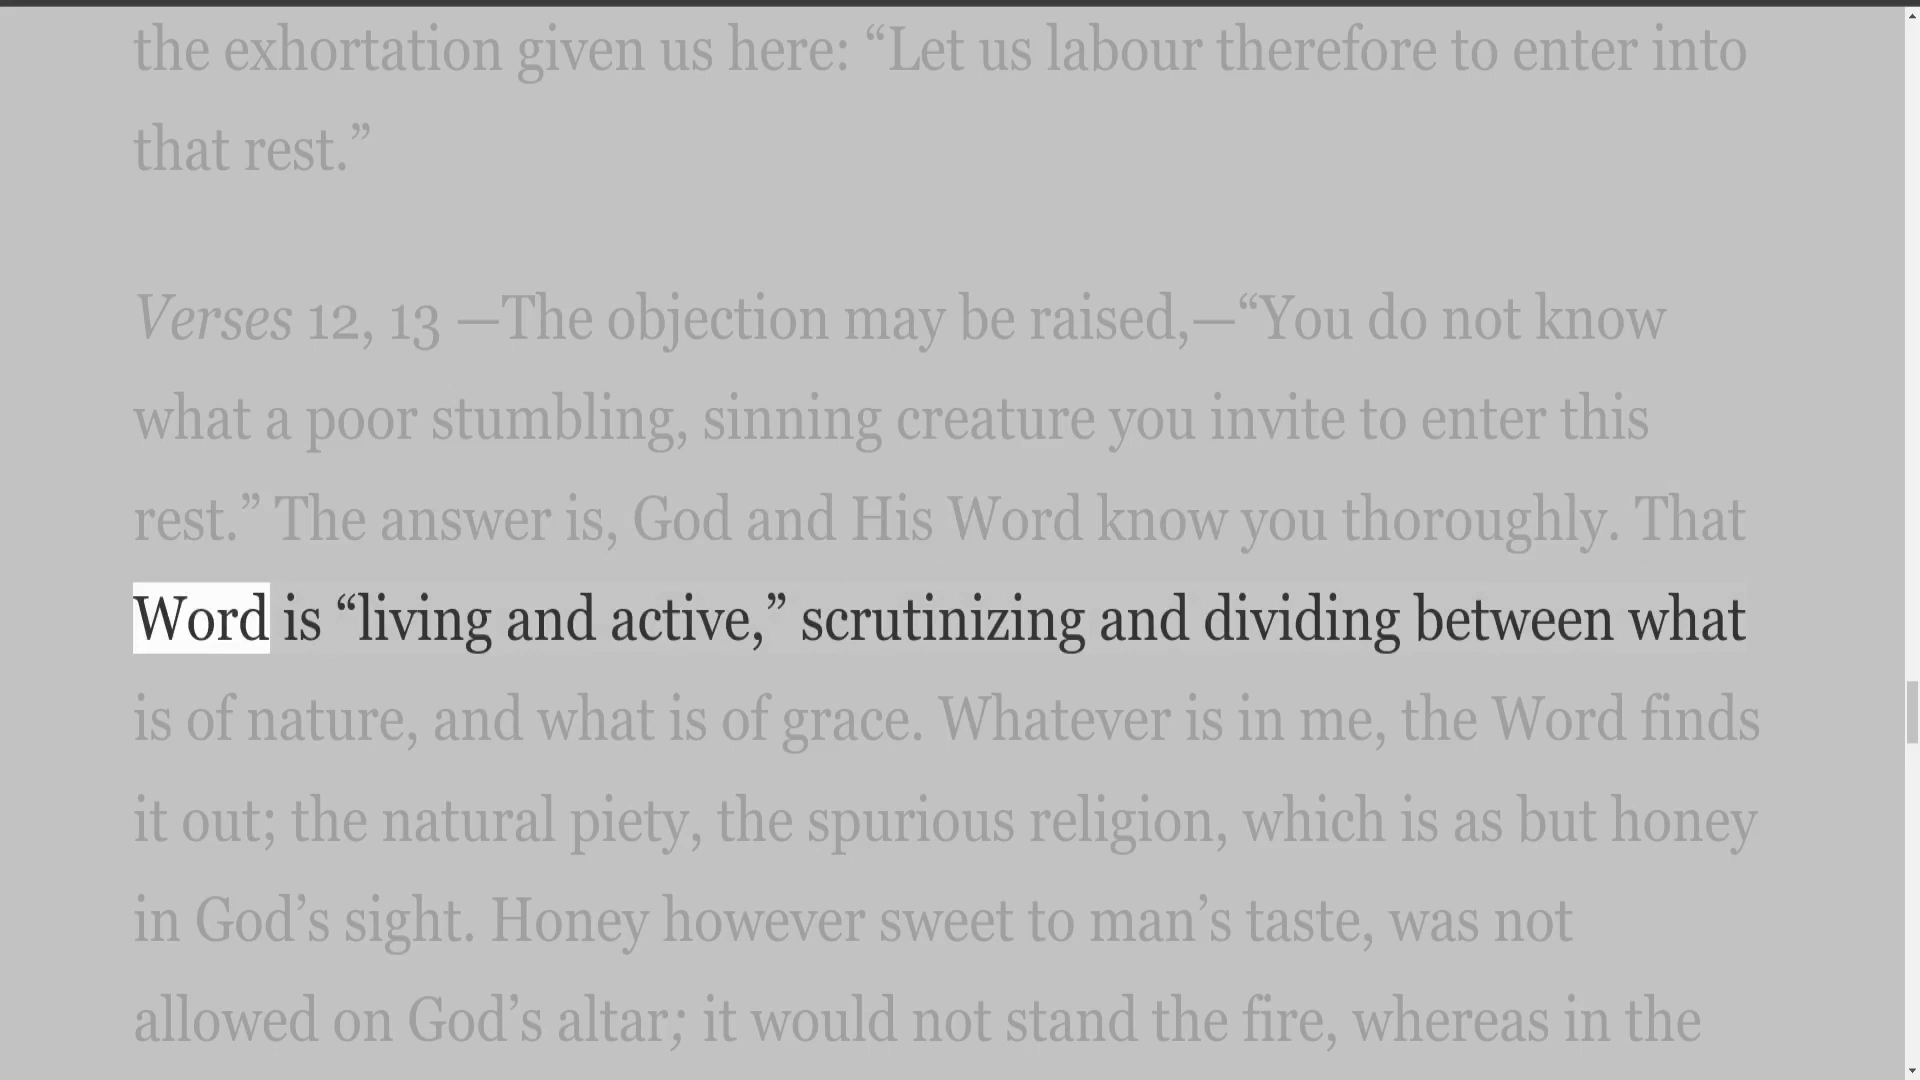 the exhortation given us here: “Let us labour therefore to enter into
that rest.”
Verses 12, 13 —The objection may be raised,—“You do not know
what a poor stumbling, sinning creature you invite to enter this
rest.” The answer is, God and His Word know you thoroughly. That
Word is “living and active,” scrutinizing and dividing between what
is of nature, and what is of grace. Whatever is in me, the Word finds
it out; the natural piety, the spurious religion, which is as but honey
in God’s sight. Honey however sweet to man’s taste, was not
allowed on God’s altar; it would not stand the fire, whereas in the